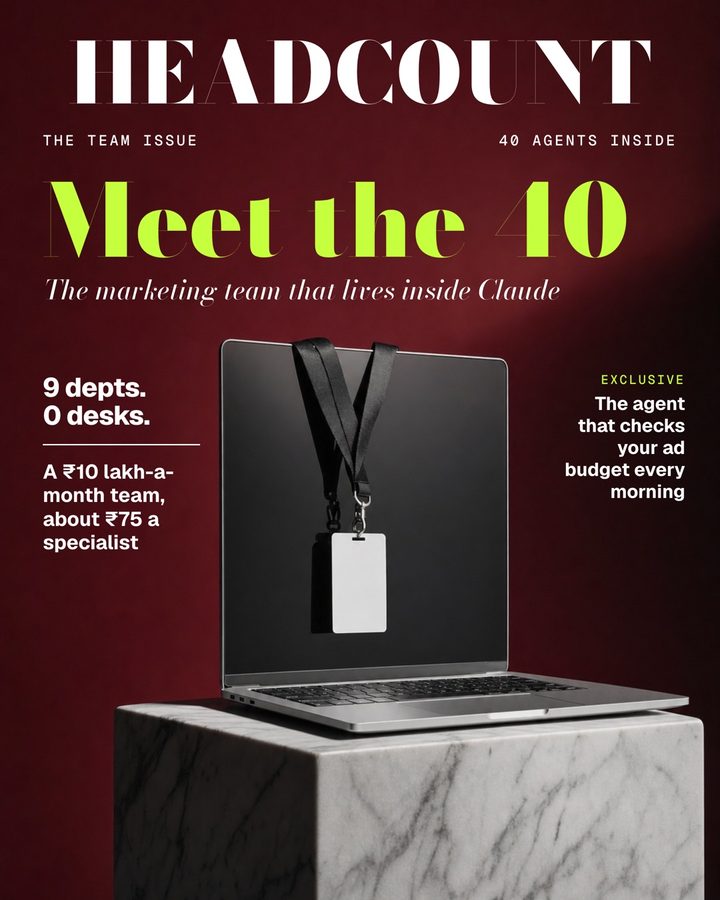 HEADCOUNT
THE TEAM ISSUE
40 AGENTS INSIDE
Meet the 40
The marketing team that lives inside Claude
9 depts.
0 desks.
A ₹10 lakh-a-
month team,
about ₹75 a
specialist
EXCLUSIVE
The agent
that checks
your ad
budget every
morning